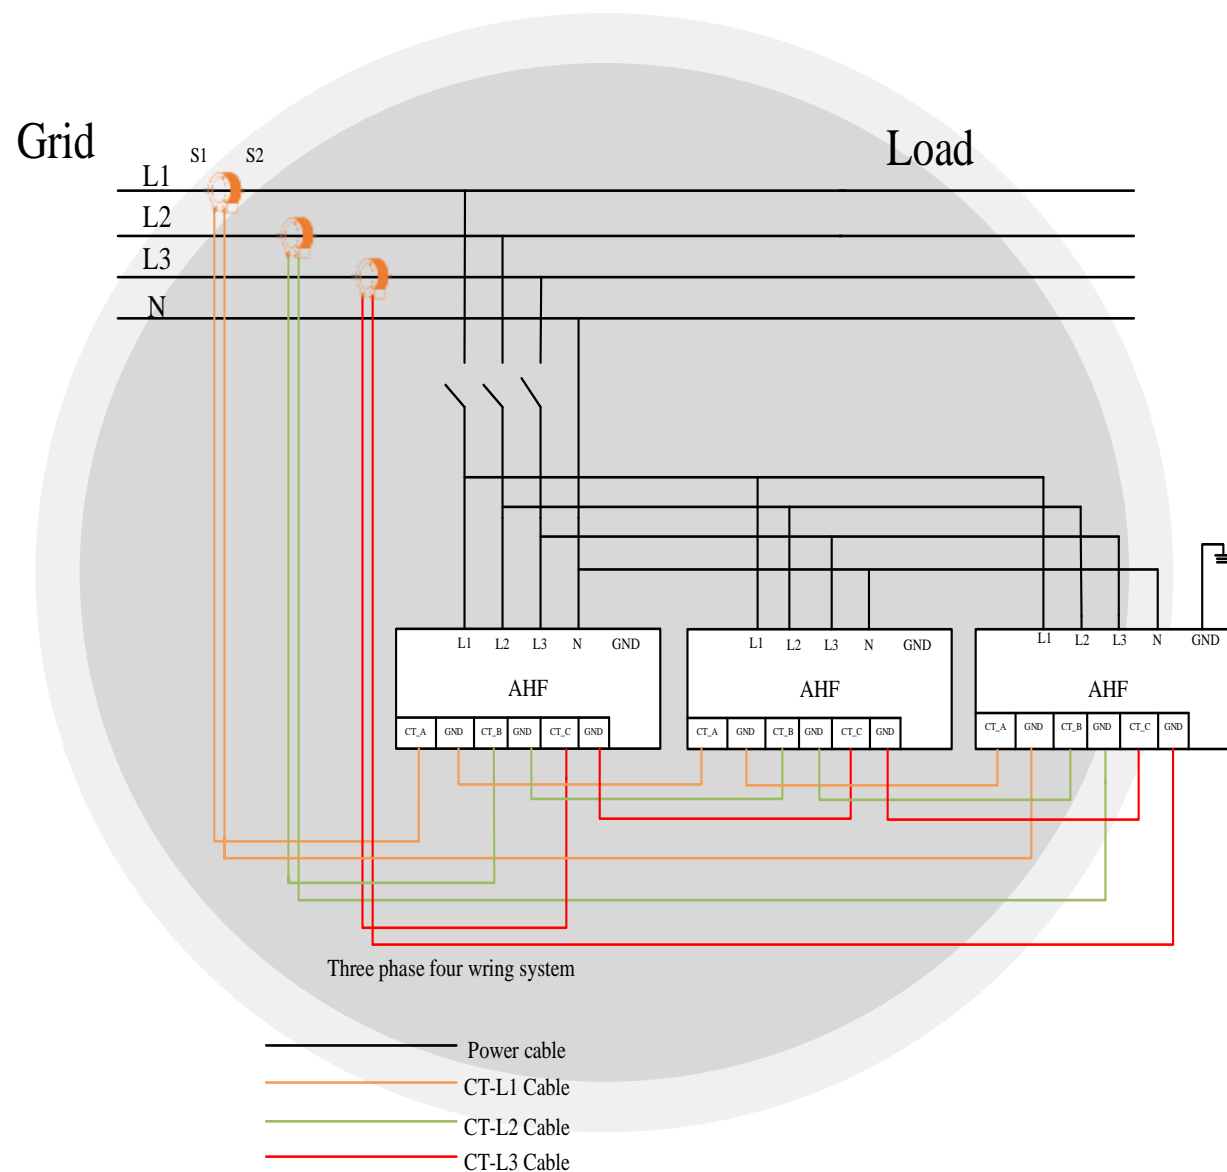 Grid
Load
S1 S2
L1
L2
L3
N
L1 L2 L3 N GND
AHF
CT_A GND CT_B GND CT_C GND
L1 L2 L3 N GND
AHF
CT_A GND CT_B GND CT_C GND
L1 L2 L3 N GND
AHF
CT_A GND CT_B GND CT_C GND
Three phase four wring system
Power cable
CT-L1 Cable
CT-L2 Cable
CT-L3 Cable